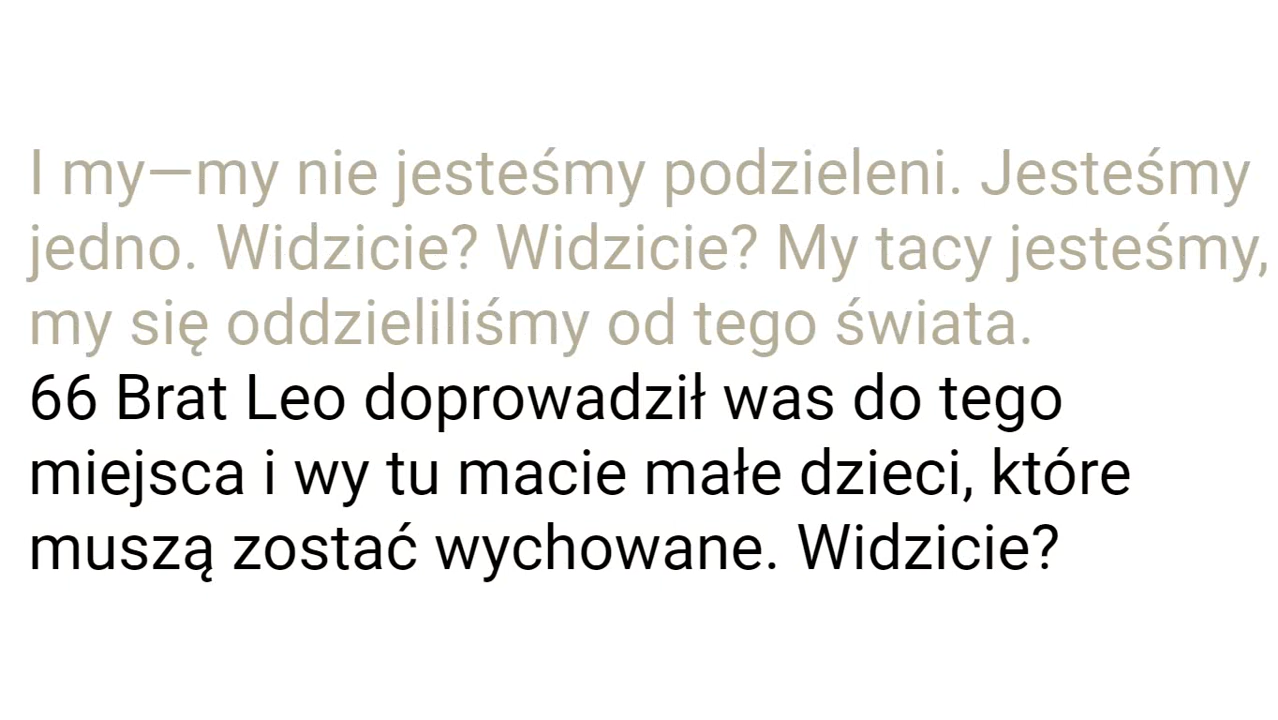 I my—my nie jesteśmy podzieleni. Jesteśmy
jedno. Widzicie? Widzicie? My tacy jesteśmy,
my się oddzieliliśmy od tego świata.
66 Brat Leo doprowadził was do tego
miejsca i wy tu macie małe dzieci, które
muszą zostać wychowane. Widzicie?